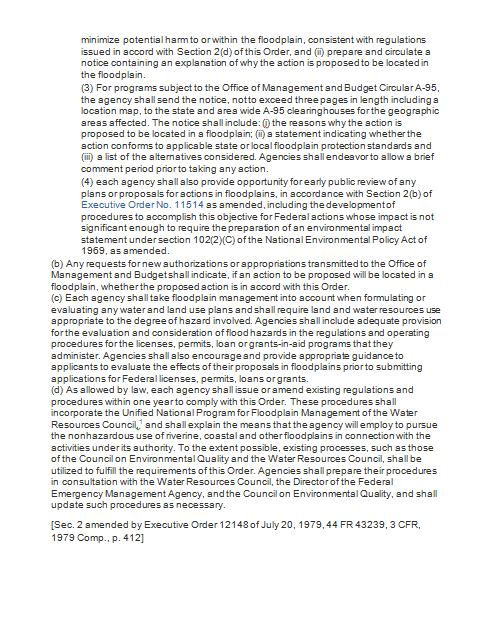 minimize potential harm to or within the floodplain, consistent with regulations
issued in accord with Section 2(d) of this Order, and (ii) prepare and circulate a
notice containing an explanation of why the action is proposed to be located in
the floodplain.
(3) For programs subject to the Office of Management and Budget Circular A-95,
the agency shall send the notice, not to exceed three pages in length including a
location map, to the state and area wide A-95 clearinghouses for the geographic
areas affected. The notice shall include: (i) the reasons why the action is
proposed to be located in a floodplain; (ii) a statement indicating whether the
action conforms to applicable state or local floodplain protection standards and
(iii) a list of the alternatives considered. Agencies shall endeavor to allow a brief
comment period prior to taking any action.
(4) each agency shall also provide opportunity for early public review of any
plans or proposals for actions in floodplains, in accordance with Section 2(b) of
Executive Order No. 11514 as amended, including the development of
procedures to accomplish this objective for Federal actions whose impact is not
significant enough to require the preparation of an environmental impact
statement under section 102(2)(C) of the National Environmental Policy Act of
1969, as amended.
(b) Any requests for new authorizations or appropriations transmitted to the Office of
Management and Budget shall indicate, if an action to be proposed will be located in a
floodplain, whether the proposed action is in accord with this Order.
(c) Each agency shall take floodplain management into account when formulating or
evaluating any water and land use plans and shall require land and water resources use
appropriate to the degree of hazard involved. Agencies shall include adequate provision
for the evaluation and consideration of flood hazards in the regulations and operating
procedures for the licenses, permits, loan or grants-in-aid programs that they
administer. Agencies shall also encourage and provide appropriate guidance to
applicants to evaluate the effects of their proposals in floodplains prior to submitting
applications for Federal licenses, permits, loans or grants.
(d) As allowed by law, each agency shall issue or amend existing regulations and
procedures within one year to comply with this Order. These procedures shall
incorporate the Unified National Program for Floodplain Management of the Water
Resources Council,¹ and shall explain the means that the agency will employ to pursue
the nonhazardous use of riverine, coastal and other floodplains in connection with the
activities under its authority. To the extent possible, existing processes, such as those
of the Council on Environmental Quality and the Water Resources Council, shall be
utilized to fulfill the requirements of this Order. Agencies shall prepare their procedures
in consultation with the Water Resources Council, the Director of the Federal
Emergency Management Agency, and the Council on Environmental Quality, and shall
update such procedures as necessary.
[Sec. 2 amended by Executive Order 12148 of July 20, 1979, 44 FR 43239, 3 CFR,
1979 Comp., p. 412]